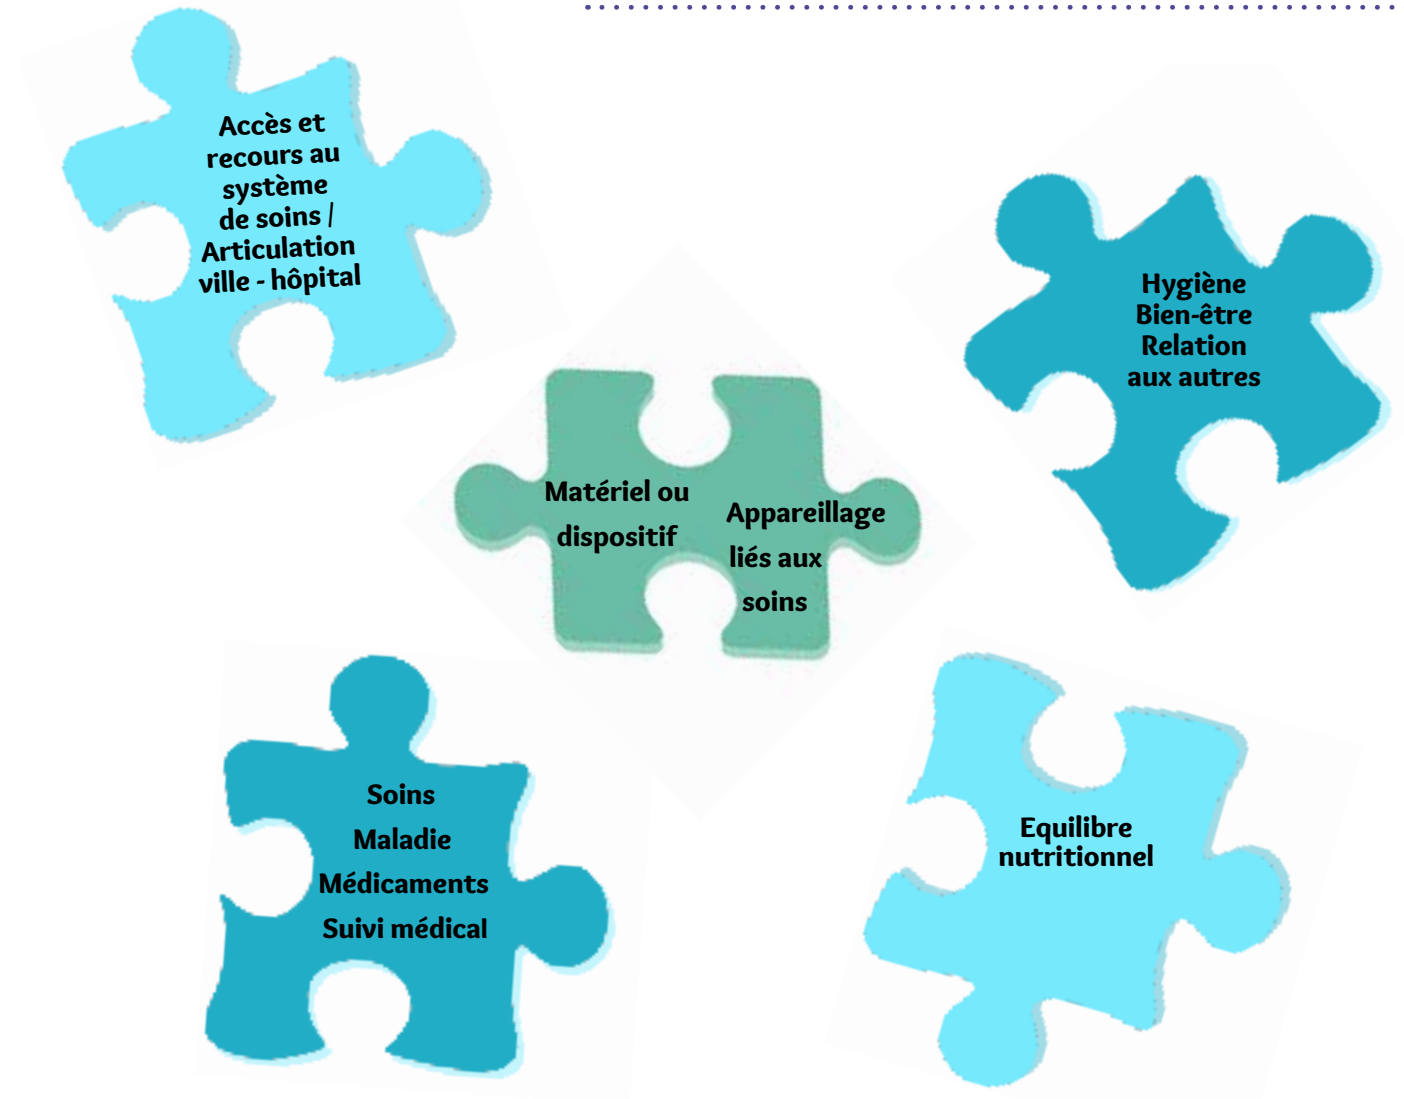 Accès et
recours au
système
de soins /
Articulation
ville - hôpital
Hygiène
Bien-être
Relation
aux autres
Matériel ou
dispositif
Appareillage
liés aux
soins
Soins
Maladie
Médicaments
Suivi médical
Equilibre
nutritionnel